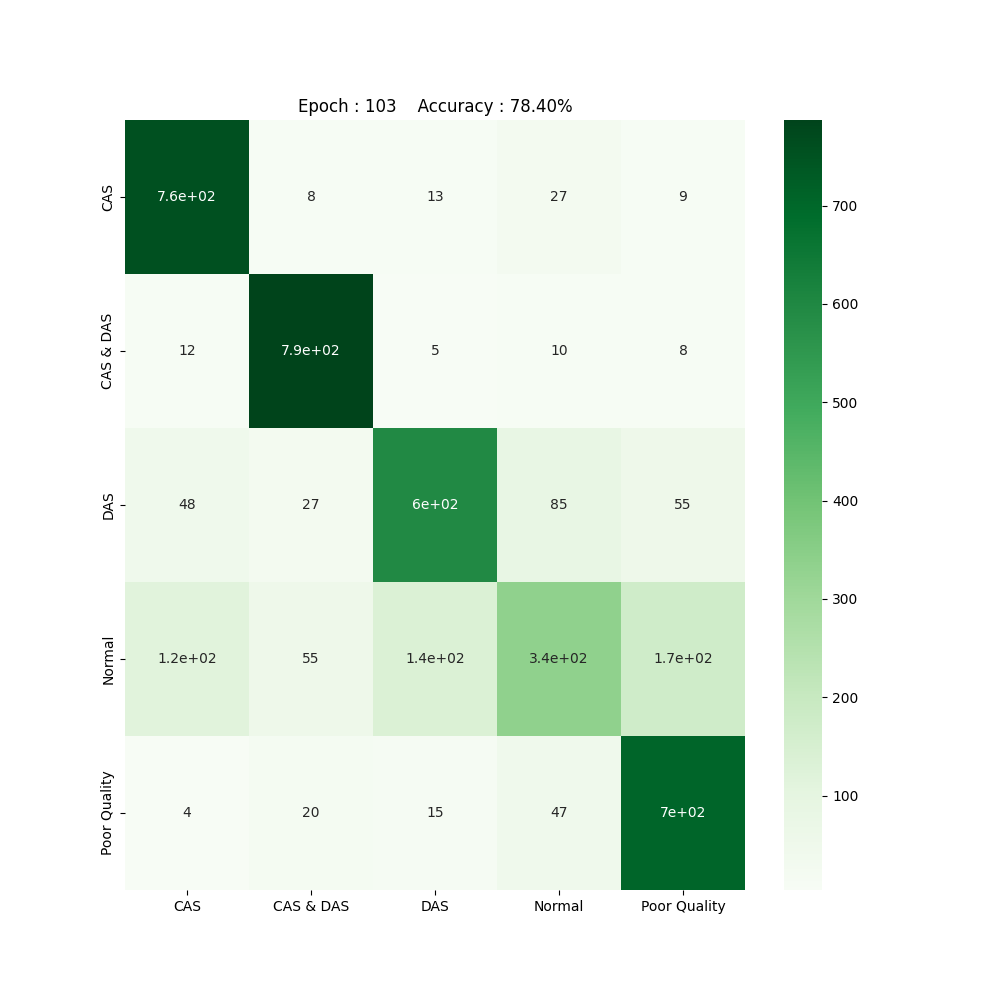 Epoch : 103    Accuracy : 78.40%
CAS 7.6e+02 8 13 27 9
CAS & DAS 12 7.9e+02 5 10 8
DAS 48 27 6e+02 85 55
Normal 1.2e+02 55 1.4e+02 3.4e+02 1.7e+02
Poor Quality 4 20 15 47 7e+02
CAS CAS & DAS DAS Normal Poor Quality
700
600
500
400
300
200
100